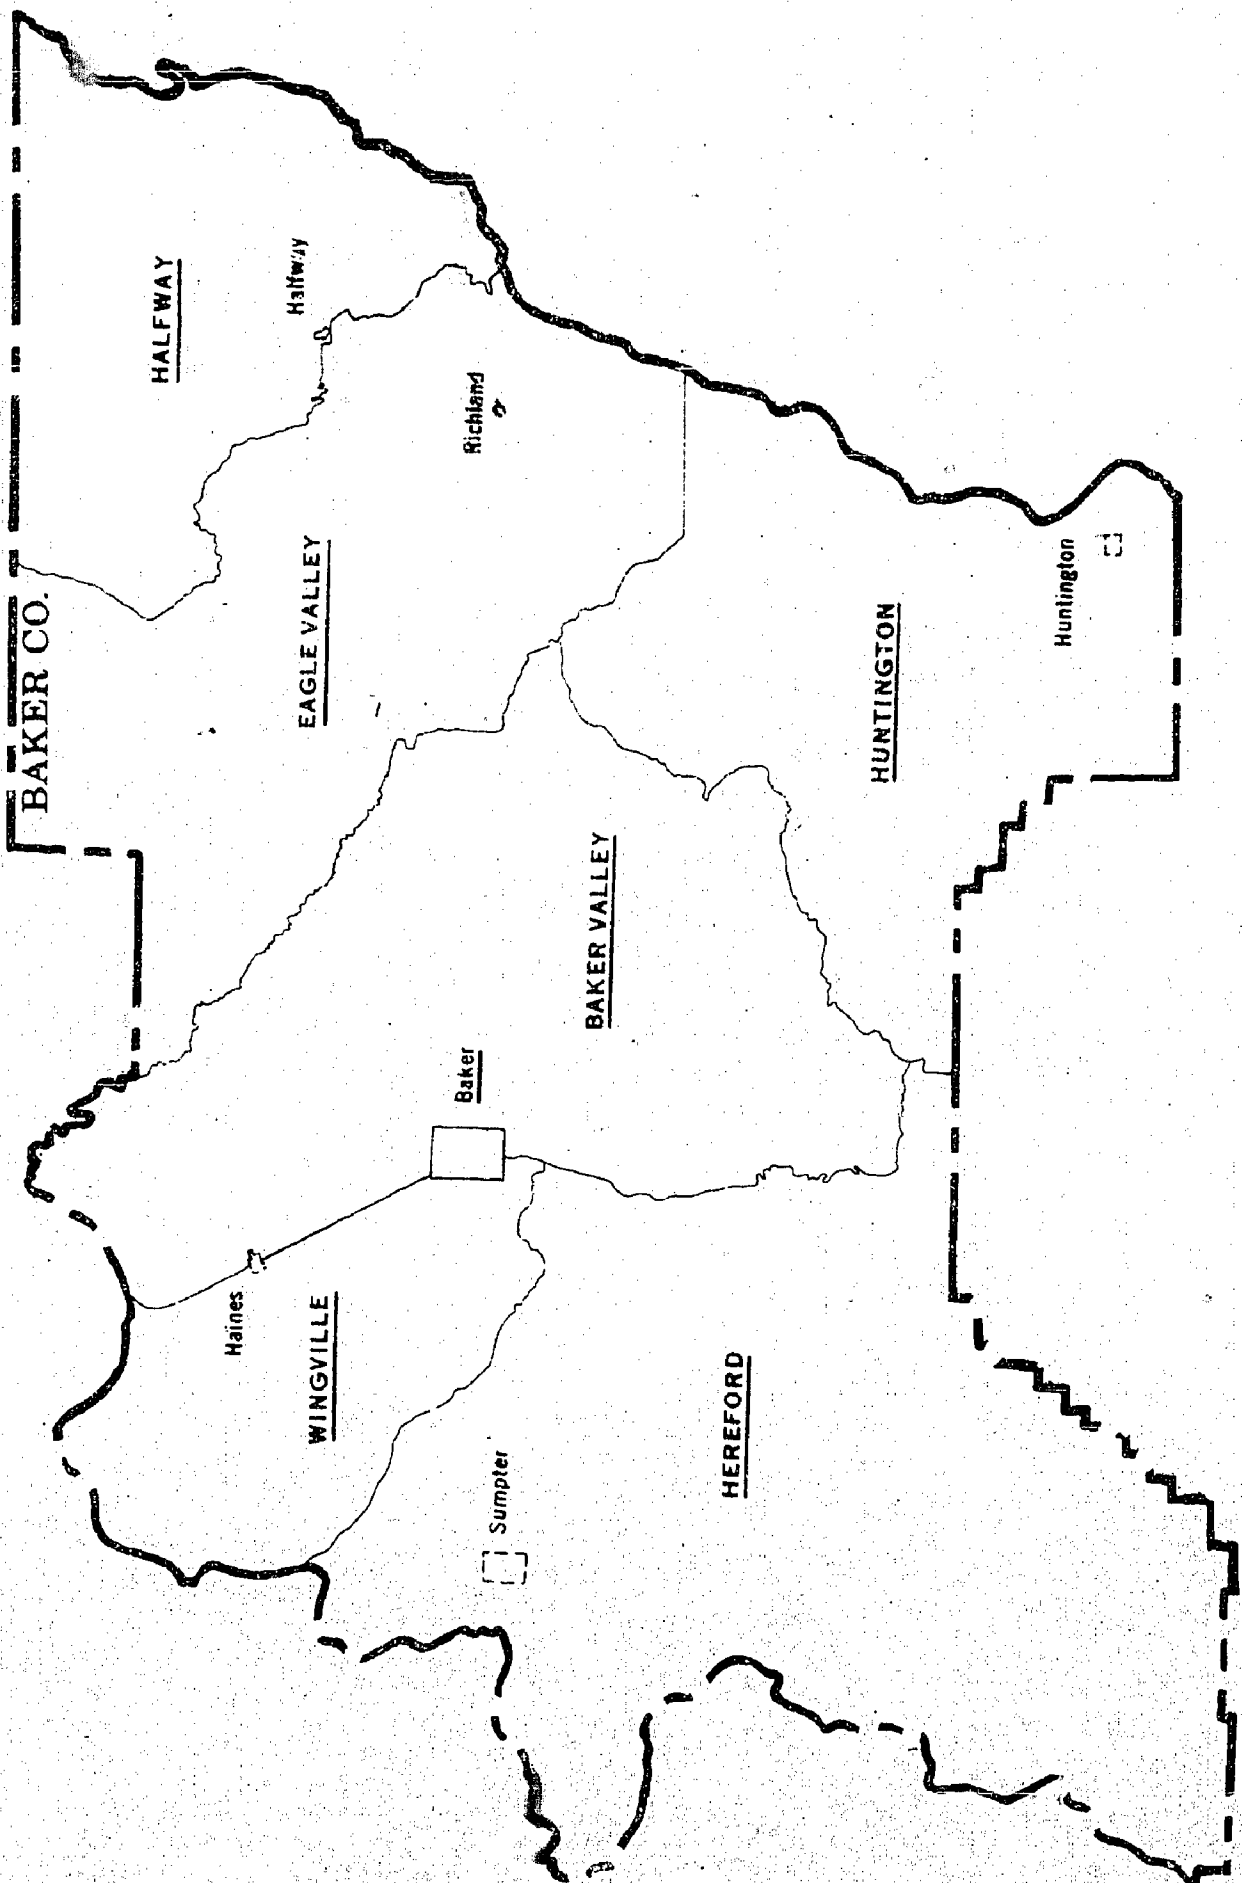 BAKER CO.
HALFWAY
Halfway
Richland
EAGLE VALLEY
Huntington
HUNTINGTON
BAKER VALLEY
Baker
Haines
WINGVILLE
HEREFORD
Sumpter